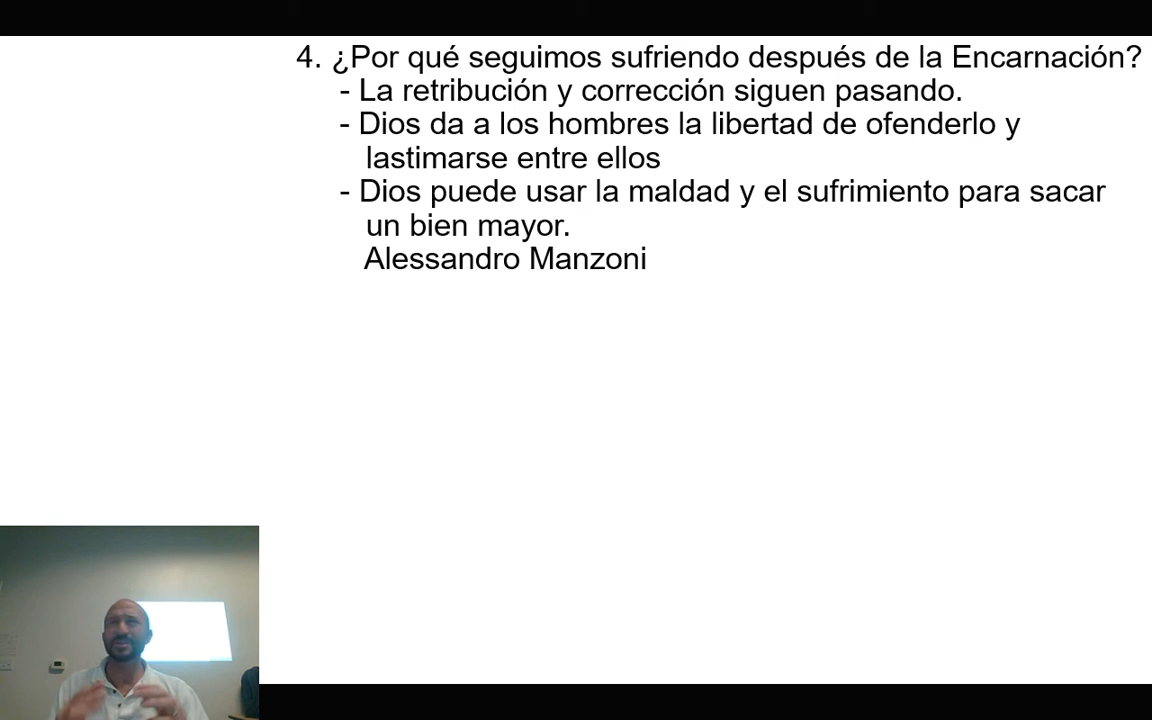 4. ¿Por qué seguimos sufriendo después de la Encarnación?
- La retribución y corrección siguen pasando.
- Dios da a los hombres la libertad de ofenderlo y
lastimarse entre ellos
- Dios puede usar la maldad y el sufrimiento para sacar
un bien mayor.
Alessandro Manzoni